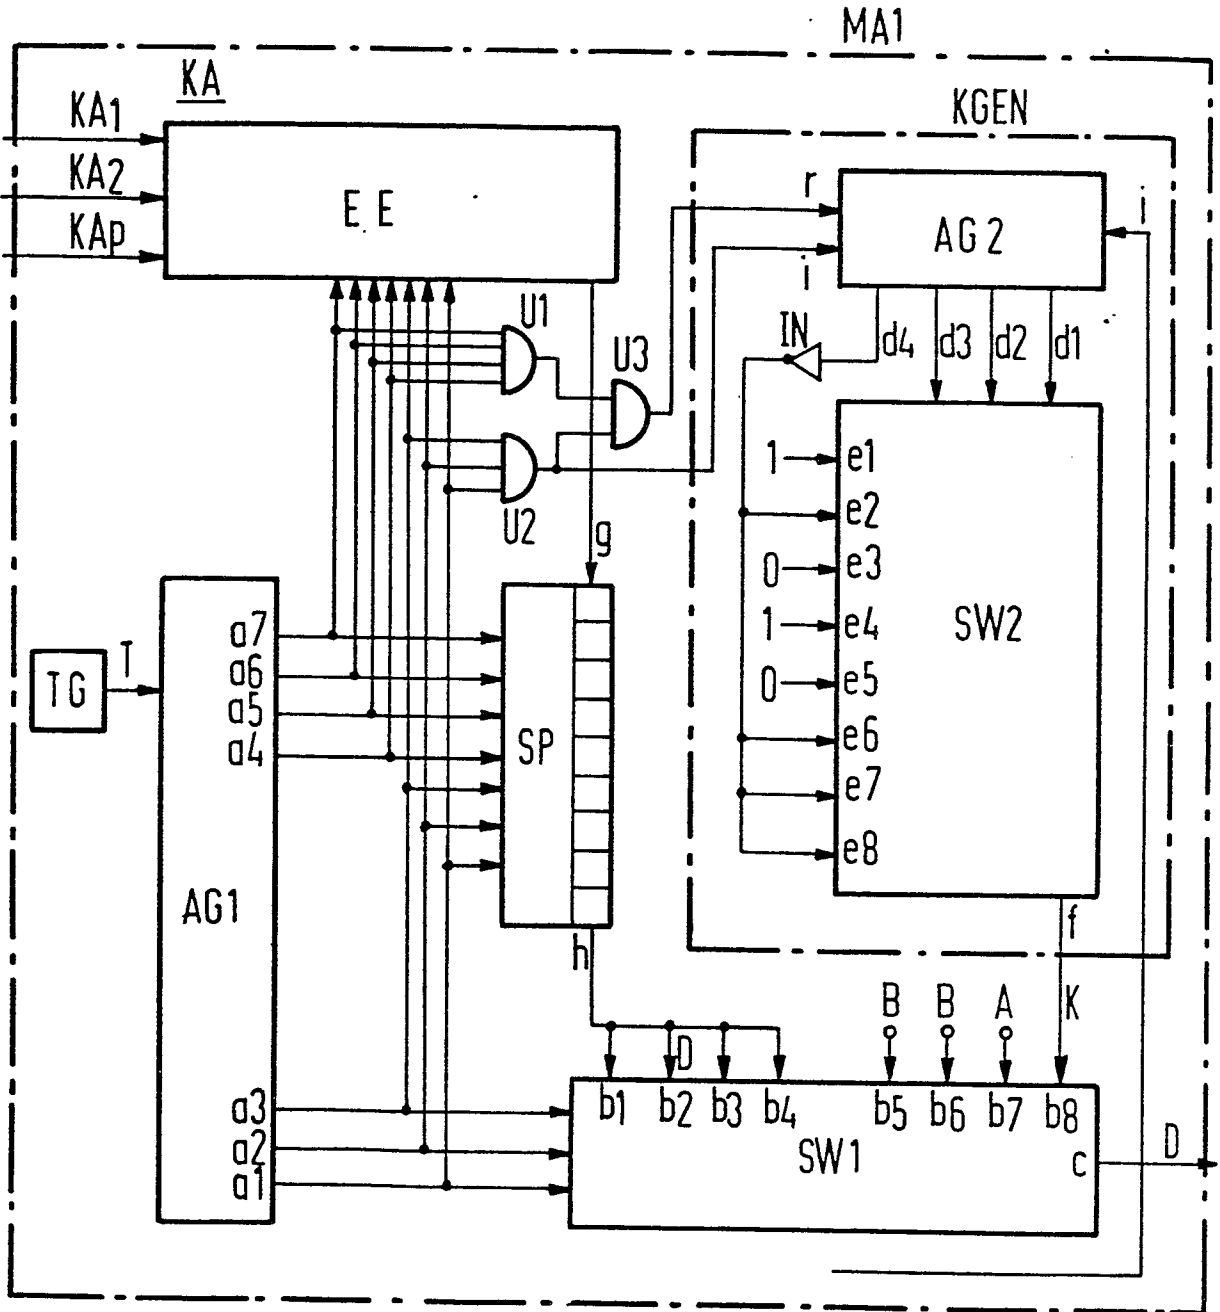 MA1
KA
KA1
KA2
KAp
E E
KGEN
r
i
AG2
i
U1
U3
IN
d4
d3
d2
d1
U2
g
1
e1
e2
0
e3
1
e4
0
e5
e6
e7
e8
SW2
TG
T
a7
a6
a5
a4
AG1
SP
h
f
B
B
A
K
D
a3
a2
a1
b1
b2
b3
b4
b5
b6
b7
b8
SW1
c
D